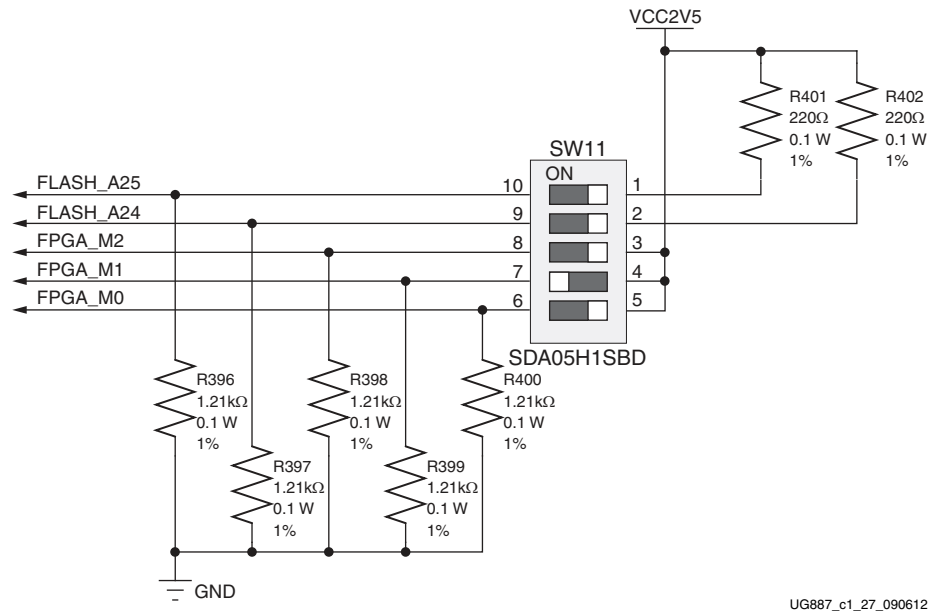 VCC2V5
R401
220Ω
0.1 W
1%
R402
220Ω
0.1 W
1%
SW11
ON
FLASH_A25
10
1
FLASH_A24
9
2
FPGA_M2
8
3
FPGA_M1
7
4
FPGA_M0
6
5
SDA05H1SBD
R396
1.21kΩ
0.1 W
1%
R398
1.21kΩ
0.1 W
1%
R400
1.21kΩ
0.1 W
1%
R397
1.21kΩ
0.1 W
1%
R399
1.21kΩ
0.1 W
1%
GND
UG887_c1_27_090612